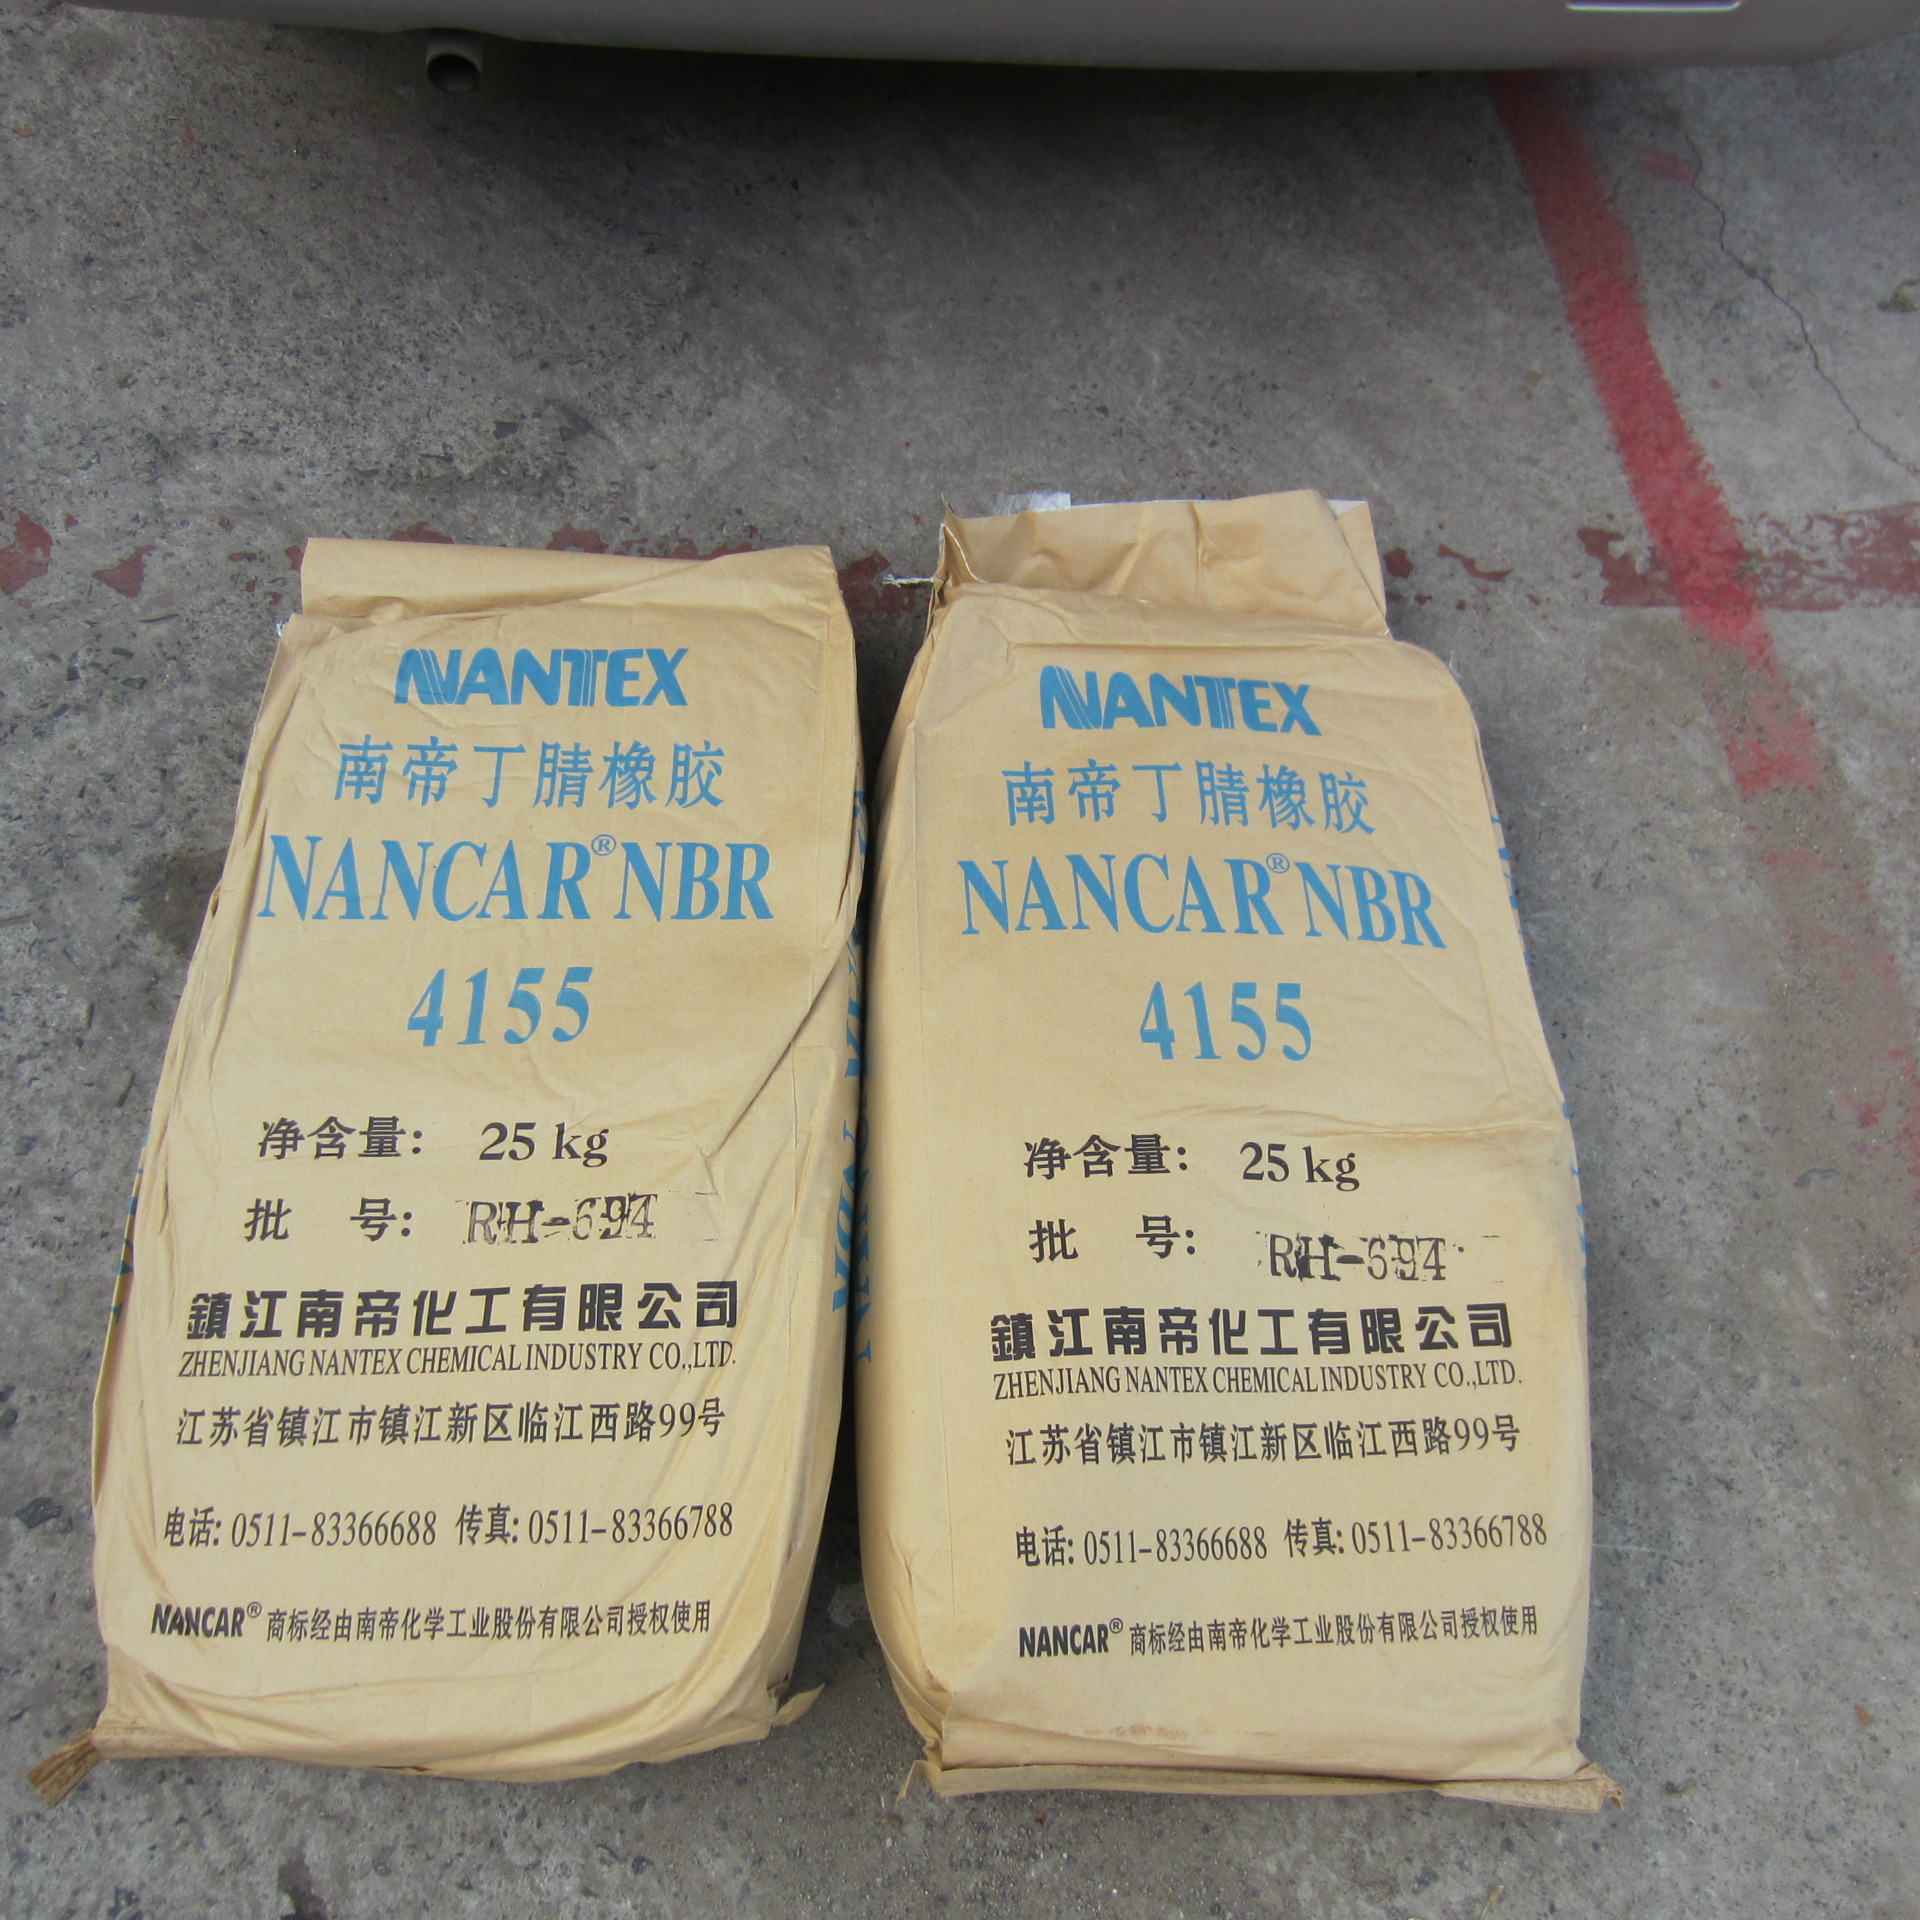 NANTEX
南帝丁腈橡胶
NANCAR® NBR
4155
净含量: 25 kg
批 号: RH-694
鎮江南帝化工有限公司
ZHENJIANG NANTEX CHEMICAL INDUSTRY CO.,LTD.
江苏省镇江市镇江新区临江西路99号
电话: 0511-83366688 传真: 0511-83366788
NANCAR® 商标经由南帝化学工业股份有限公司授权使用
NANTEX
南帝丁腈橡胶
NANCAR® NBR
4155
净含量: 25 kg
批 号: RH-694
鎮江南帝化工有限公司
ZHENJIANG NANTEX CHEMICAL INDUSTRY CO.,LTD.
江苏省镇江市镇江新区临江西路99号
电话: 0511-83366688 传真: 0511-83366788
NANCAR® 商标经由南帝化学工业股份有限公司授权使用